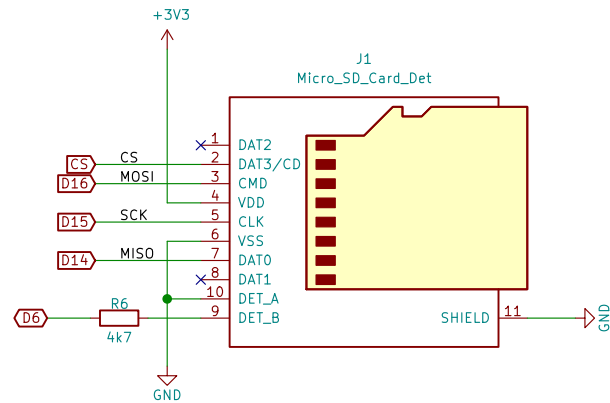 +3V3
J1
Micro_SD_Card_Det
1 DAT2
CS CS 2 DAT3/CD
D16 MOSI 3 CMD
4 VDD
D15 SCK 5 CLK
6 VSS
D14 MISO 7 DAT0
8 DAT1
10 DET_A
D6 R6 9 DET_B SHIELD 11 GND
4k7
GND